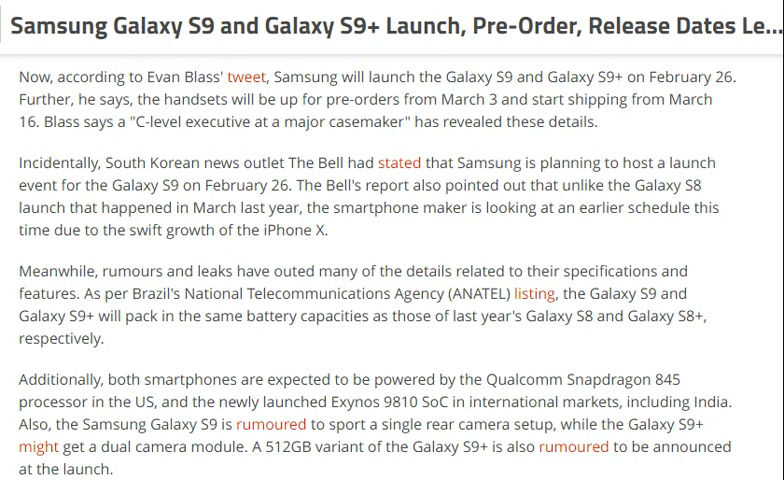 Samsung Galaxy S9 and Galaxy S9+ Launch, Pre-Order, Release Dates Le...
Now, according to Evan Blass' tweet, Samsung will launch the Galaxy S9 and Galaxy S9+ on February 26.
Further, he says, the handsets will be up for pre-orders from March 3 and start shipping from March
16. Blass says a "C-level executive at a major casemaker" has revealed these details.
Incidentally, South Korean news outlet The Bell had stated that Samsung is planning to host a launch
event for the Galaxy S9 on February 26. The Bell's report also pointed out that unlike the Galaxy S8
launch that happened in March last year, the smartphone maker is looking at an earlier schedule this
time due to the swift growth of the iPhone X.
Meanwhile, rumours and leaks have outed many of the details related to their specifications and
features. As per Brazil's National Telecommunications Agency (ANATEL) listing, the Galaxy S9 and
Galaxy S9+ will pack in the same battery capacities as those of last year's Galaxy S8 and Galaxy S8+,
respectively.
Additionally, both smartphones are expected to be powered by the Qualcomm Snapdragon 845
processor in the US, and the newly launched Exynos 9810 SoC in international markets, including India.
Also, the Samsung Galaxy S9 is rumoured to sport a single rear camera setup, while the Galaxy S9+
might get a dual camera module. A 512GB variant of the Galaxy S9+ is also rumoured to be announced
at the launch.